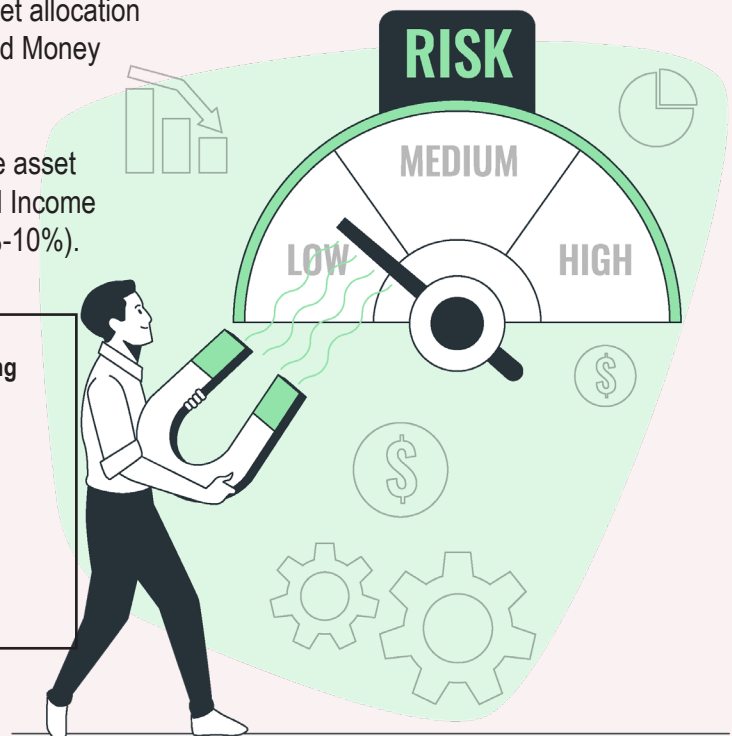 et allocation
d Money
e asset
l Income
-10%).
g
RISK
MEDIUM
LOW
HIGH
$
$